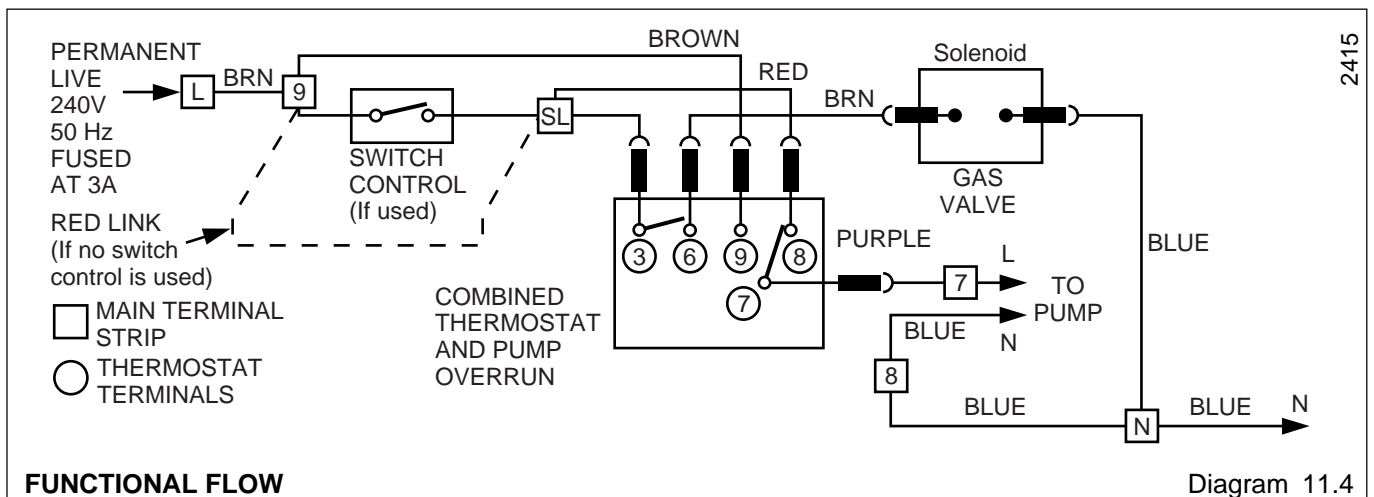 PERMANENT
LIVE
240V
50 Hz
FUSED
AT 3A
L
BRN
9
BROWN
RED
SWITCH
CONTROL
(If used)
SL
RED LINK
(If no switch
control is used)
MAIN TERMINAL
STRIP
THERMOSTAT
TERMINALS
BRN
Solenoid
GAS
VALVE
2415
3
6
9
8
7
COMBINED
THERMOSTAT
AND PUMP
OVERRUN
PURPLE
7
L
TO
PUMP
N
BLUE
8
BLUE
BLUE
N
BLUE
N
FUNCTIONAL FLOW
Diagram 11.4